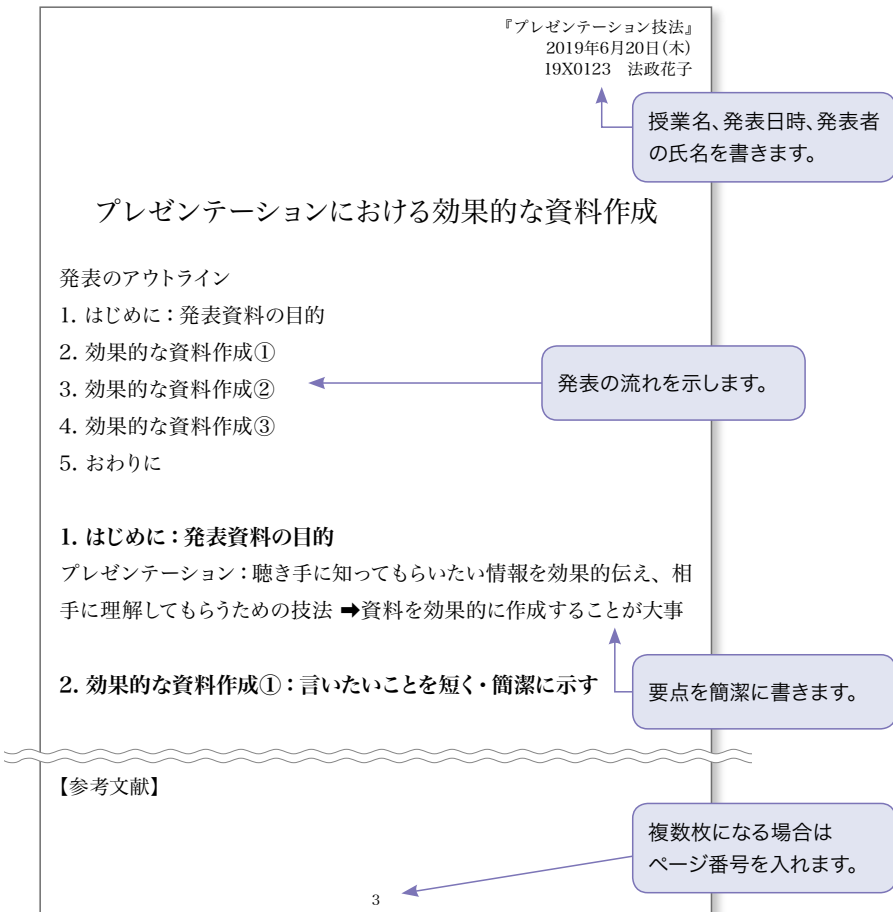 『プレゼンテーション技法』
2019年6月20日(木)
19X0123　法政花子
授業名、発表日時、発表者
の氏名を書きます。
プレゼンテーションにおける効果的な資料作成
発表のアウトライン
1. はじめに：発表資料の目的
2. 効果的な資料作成①
3. 効果的な資料作成②
4. 効果的な資料作成③
5. おわりに
発表の流れを示します。
1. はじめに：発表資料の目的
プレゼンテーション：聴き手に知ってもらいたい情報を効果的伝え、相
手に理解してもらうための技法 ➡資料を効果的に作成することが大事
2. 効果的な資料作成①：言いたいことを短く・簡潔に示す
要点を簡潔に書きます。
【参考文献】
複数枚になる場合は
ページ番号を入れます。
3